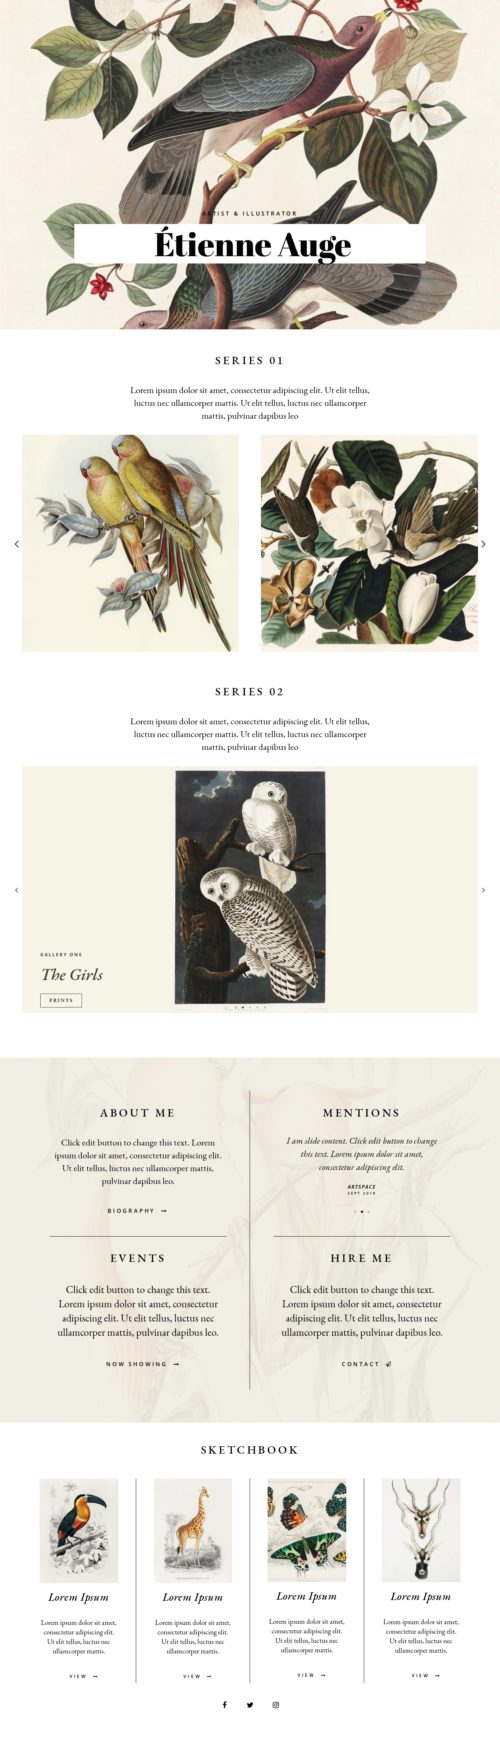 ARTIST & ILLUSTRATOR
Étienne Auge
SERIES 01
Lorem ipsum dolor sit amet, consectetur adipiscing elit. Ut elit tellus,
luctus nec ullamcorper mattis. Ut elit tellus, luctus nec ullamcorper
mattis, pulvinar dapibus leo
SERIES 02
Lorem ipsum dolor sit amet, consectetur adipiscing elit. Ut elit tellus,
luctus nec ullamcorper mattis. Ut elit tellus, luctus nec ullamcorper
mattis, pulvinar dapibus leo
GALLERY ONE
The Girls
PRINTS
ABOUT ME
Click edit button to change this text. Lorem
ipsum dolor sit amet, consectetur adipiscing elit.
Ut elit tellus, luctus nec ullamcorper mattis,
pulvinar dapibus leo.
BIOGRAPHY
MENTIONS
I am slide content. Click edit button to change
this text. Lorem ipsum dolor sit amet,
consectetur adipiscing elit.
ARTSPACE
SEPT 2018
EVENTS
Click edit button to change this text.
Lorem ipsum dolor sit amet, consectetur
adipiscing elit. Ut elit tellus, luctus nec
ullamcorper mattis, pulvinar dapibus leo.
NOW SHOWING
HIRE ME
Click edit button to change this text.
Lorem ipsum dolor sit amet, consectetur
adipiscing elit. Ut elit tellus, luctus nec
ullamcorper mattis, pulvinar dapibus leo.
CONTACT
SKETCHBOOK
Lorem Ipsum
Lorem ipsum dolor sit amet,
consectetur adipiscing elit.
Ut elit tellus, luctus nec
ullamcorper mattis.
VIEW
Lorem Ipsum
Lorem ipsum dolor sit amet,
consectetur adipiscing elit.
Ut elit tellus, luctus nec
ullamcorper mattis.
VIEW
Lorem Ipsum
Lorem ipsum dolor sit amet,
consectetur adipiscing elit.
Ut elit tellus, luctus nec
ullamcorper mattis.
VIEW
Lorem Ipsum
Lorem ipsum dolor sit amet,
consectetur adipiscing elit.
Ut elit tellus, luctus nec
ullamcorper mattis.
VIEW